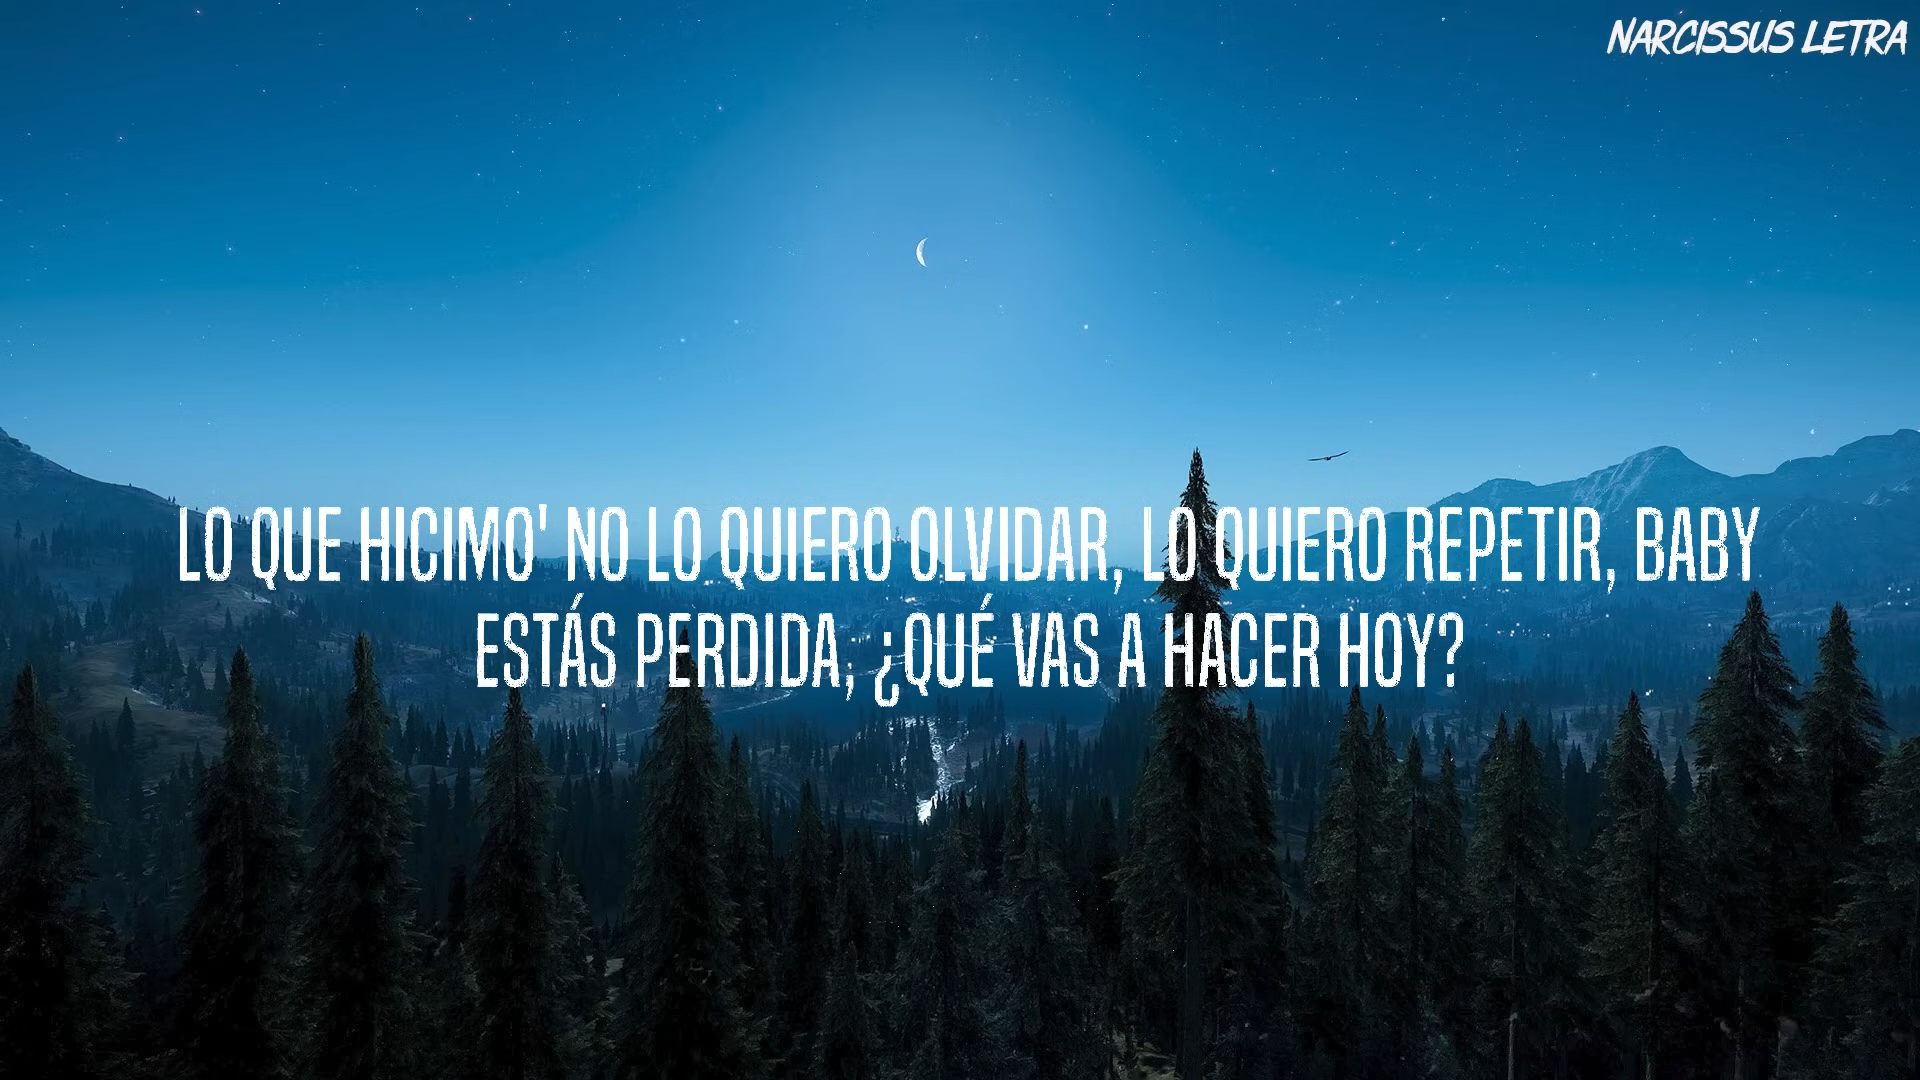 NARCISSUS LETRA
LO QUE HICIMO' NO LO QUIERO OLVIDAR, LO QUIERO REPETIR, BABY
ESTÁS PERDIDA, ¿QUÉ VAS A HACER HOY?